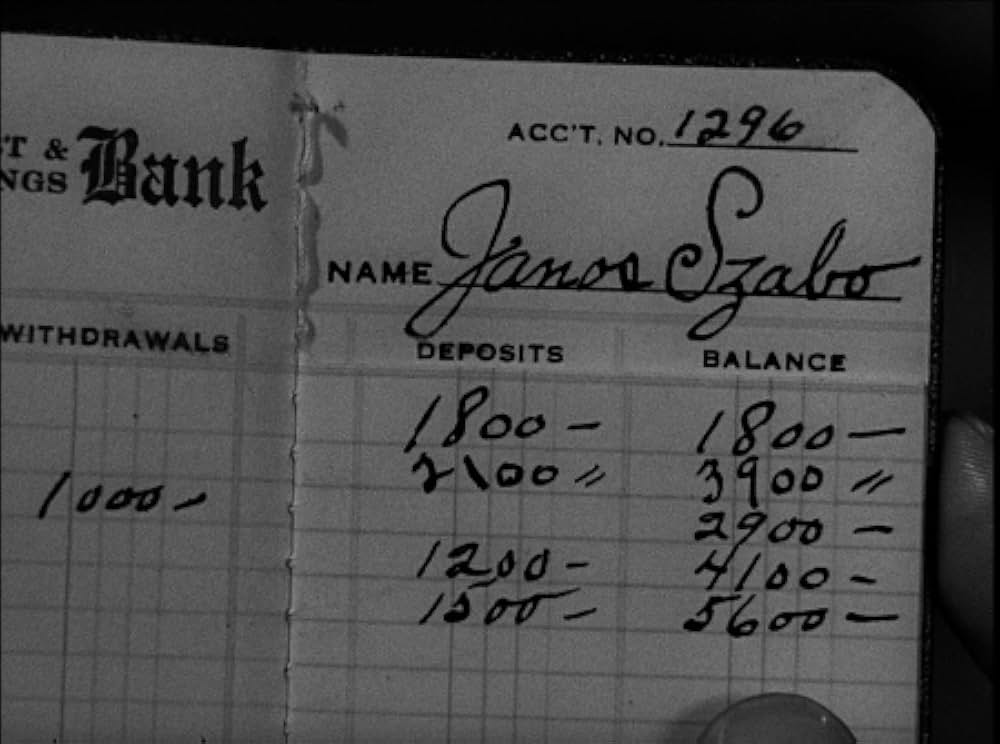 T & Bank
NGS
ACC'T. NO. 1296
NAME Janos Szabo
WITHDRAWALS DEPOSITS BALANCE
1800 - 1800 -
2100 " 3900 "
1000 - 2900 -
1200 - 4100 -
1500 - 5600 -